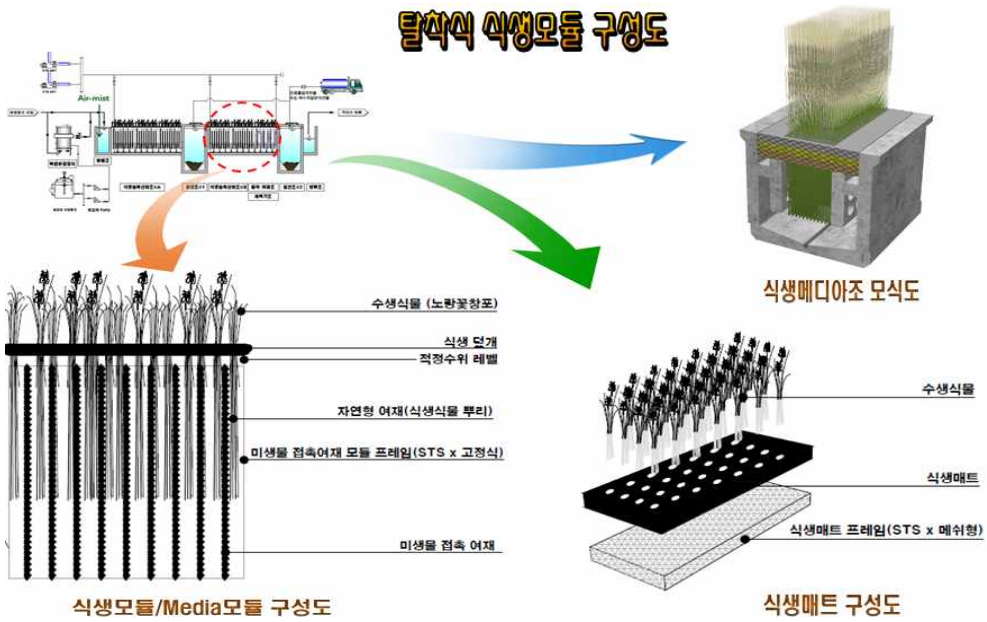 탈착식 식생모듈 구성도
Air-mist
식생메디아조 모식도
수생식물 (노랑꽃창포)
식생 덮개
적정수위 레벨
자연형 여재(식생식물 뿌리)
미생물 접촉여재 모듈 프레임(STS x 고정식)
미생물 접촉 여재
식생모듈/Media모듈 구성도
수생식물
식생매트
식생매트 프레임(STS x 메쉬형)
식생매트 구성도